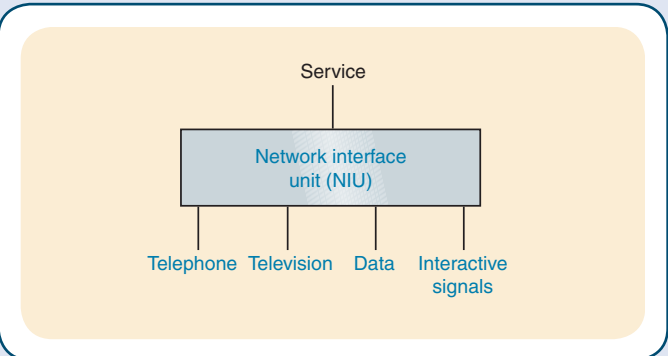 Service
Network interface
unit (NIU)
Telephone Television Data Interactive
signals